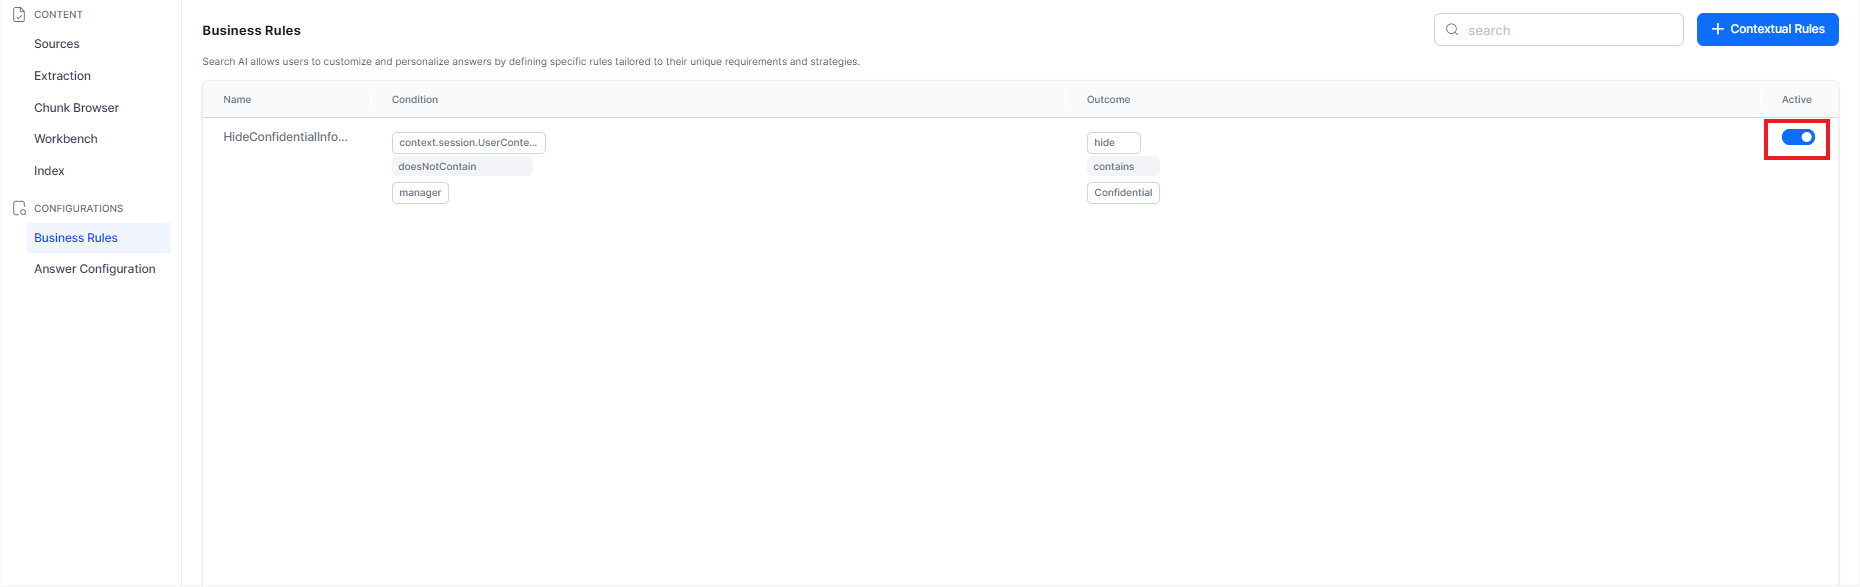 CONTENT
Sources
Extraction
Chunk Browser
Workbench
Index
CONFIGURATIONS
Business Rules
Answer Configuration
Business Rules
search
+ Contextual Rules
Search AI allows users to customize and personalize answers by defining specific rules tailored to their unique requirements and strategies.
Name Condition Outcome Active
HideConfidentialInfo...
context.session.UserConte...
doesNotContain
manager
hide
contains
Confidential